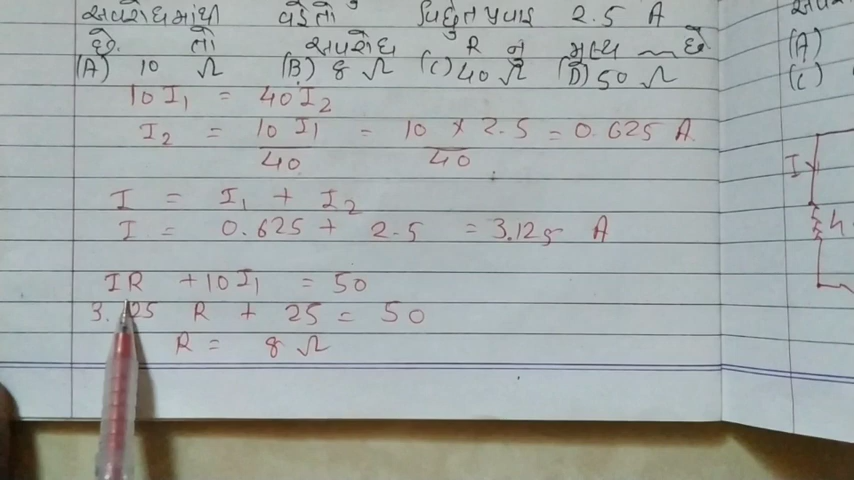 અવરોધમાંથી વહેતો વિદ્યુતપ્રવાહ 2.5 A
છે. તો અવરોધ R નું મૂલ્ય __ છે
(A) 10 Ω (B) 8 Ω (C) 40 Ω (D) 50 Ω
10 I₁ = 40 I₂
I₂ = 10 I₁ / 40 = 10 × 2.5 / 40 = 0.625 A
I = I₁ + I₂
I = 0.625 + 2.5 = 3.125 A
IR + 10 I₁ = 50
R + 25 = 50
R = 8 Ω
(A)
(C)
I